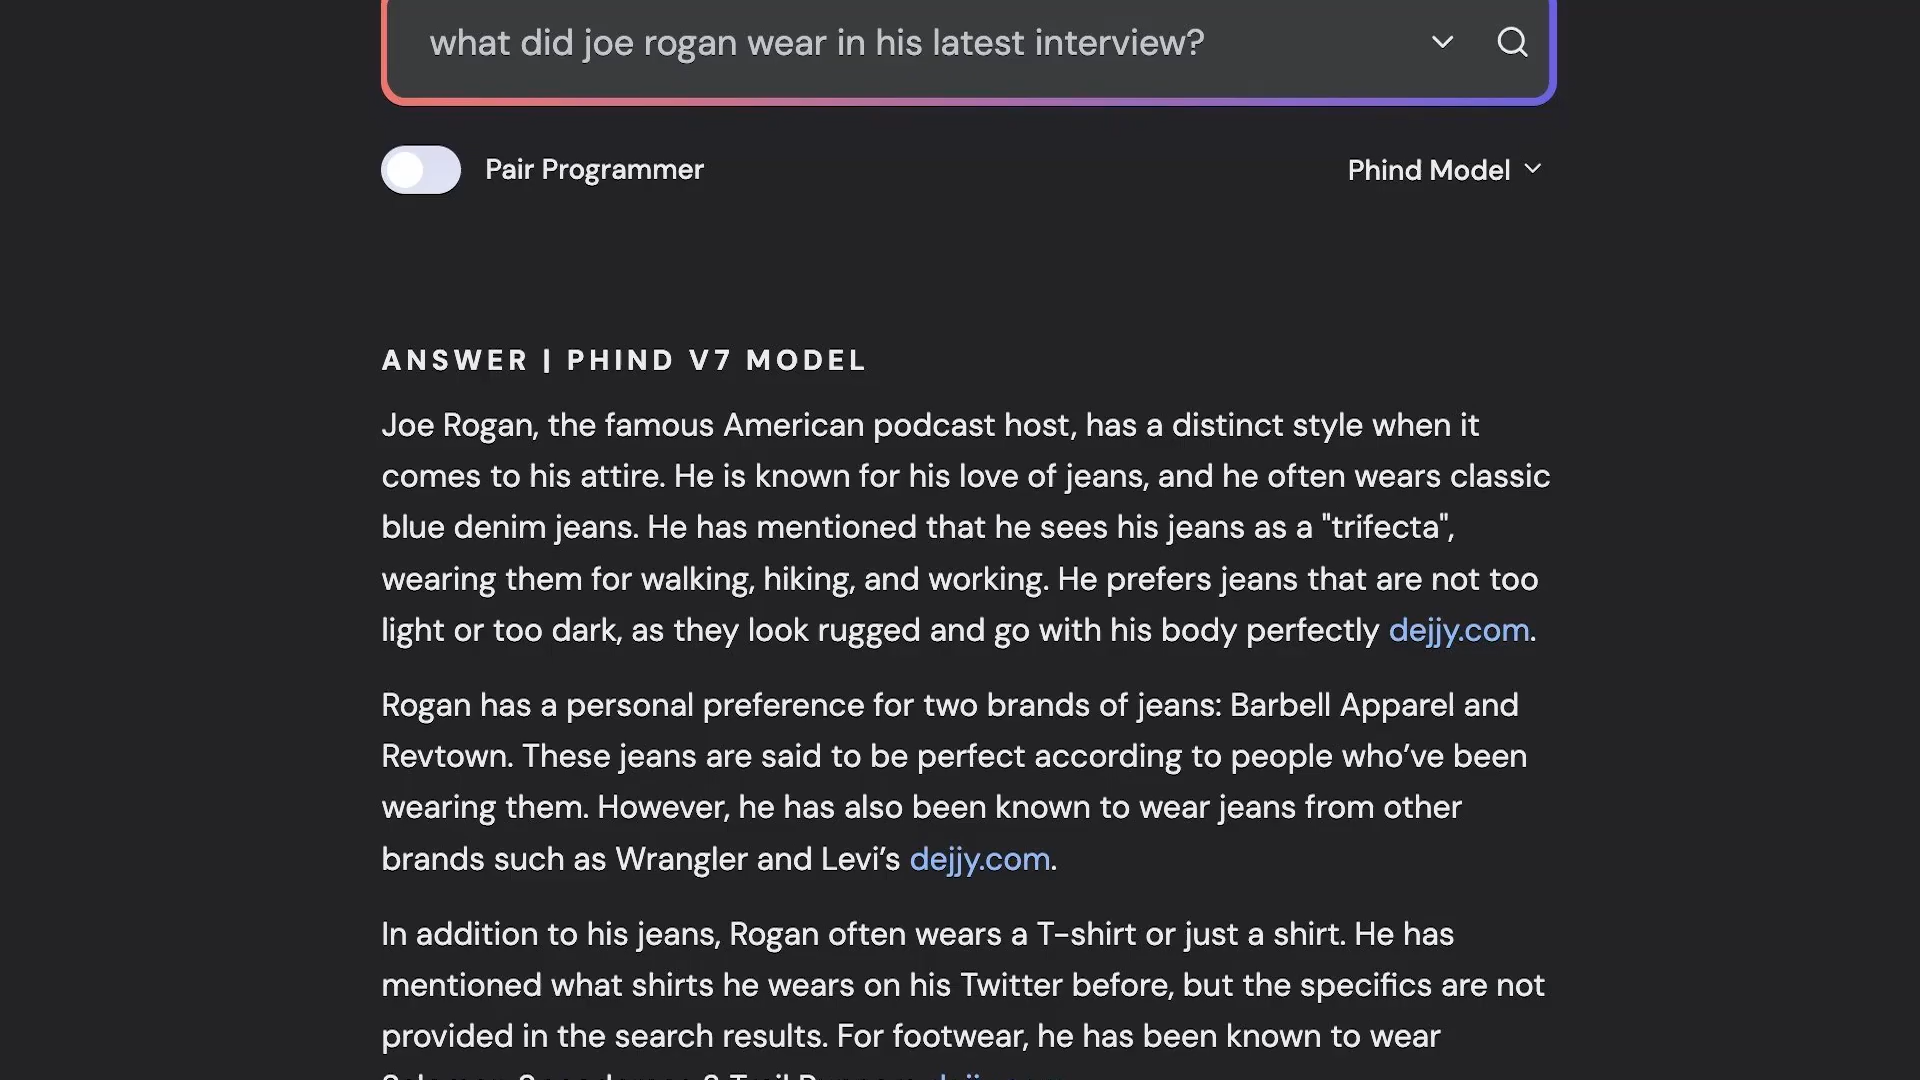 what did joe rogan wear in his latest interview?
Pair Programmer
Phind Model
ANSWER | PHIND V7 MODEL
Joe Rogan, the famous American podcast host, has a distinct style when it
comes to his attire. He is known for his love of jeans, and he often wears classic
blue denim jeans. He has mentioned that he sees his jeans as a "trifecta",
wearing them for walking, hiking, and working. He prefers jeans that are not too
light or too dark, as they look rugged and go with his body perfectly dejjy.com.
Rogan has a personal preference for two brands of jeans: Barbell Apparel and
Revtown. These jeans are said to be perfect according to people who’ve been
wearing them. However, he has also been known to wear jeans from other
brands such as Wrangler and Levi’s dejjy.com.
In addition to his jeans, Rogan often wears a T-shirt or just a shirt. He has
mentioned what shirts he wears on his Twitter before, but the specifics are not
provided in the search results. For footwear, he has been known to wear